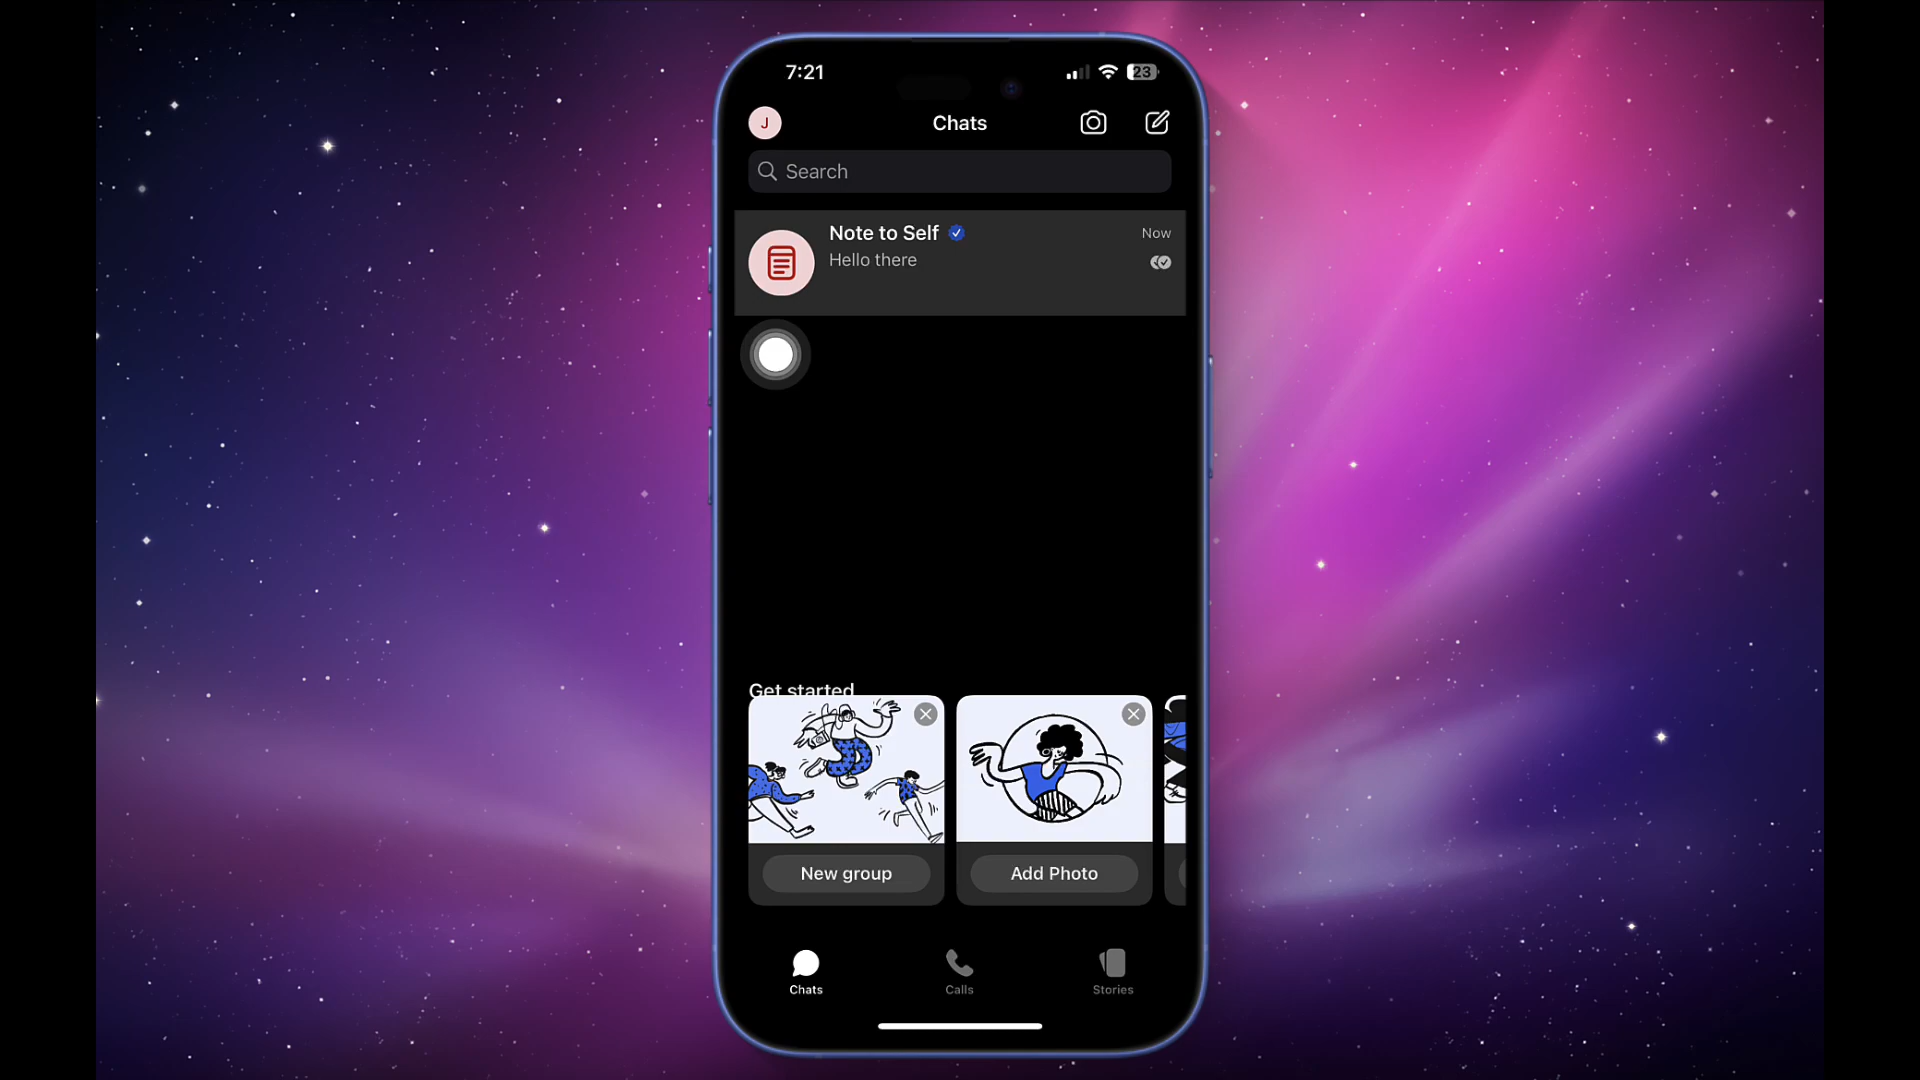 7:21
23
J
Chats
Search
Note to Self
Now
Hello there
Get started
New group
Add Photo
Chats
Calls
Stories